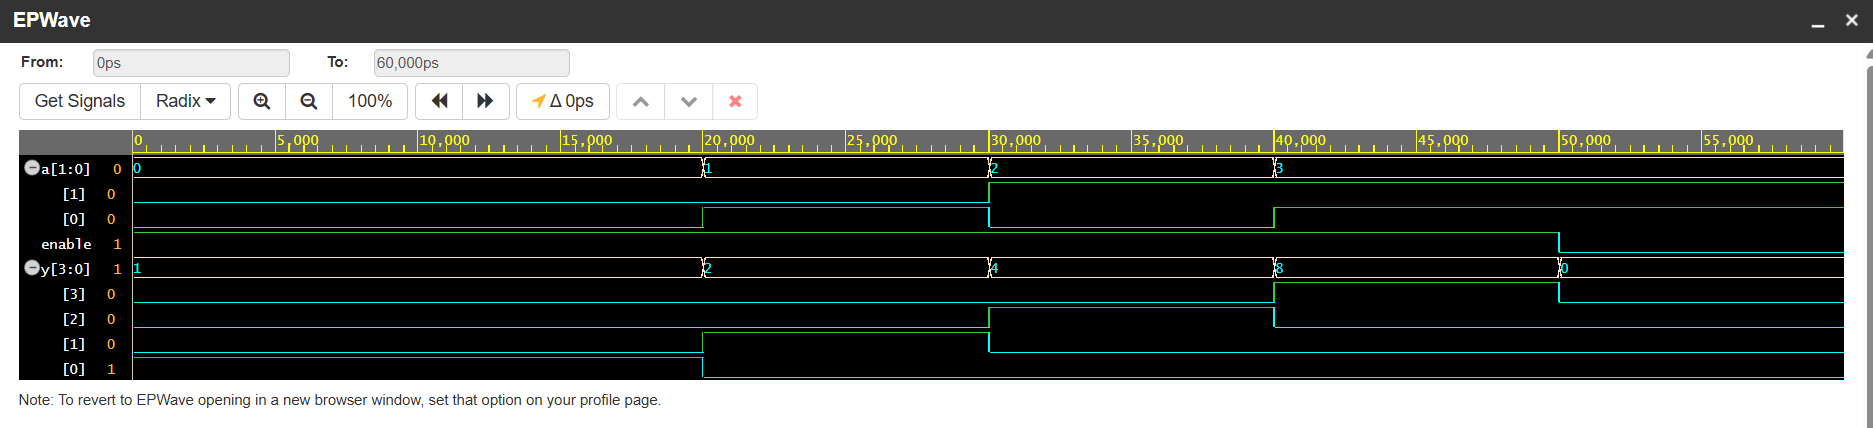 EPWave
From: 0ps To: 60,000ps
Get Signals Radix 100% Δ 0ps
0 5,000 10,000 15,000 20,000 25,000 30,000 35,000 40,000 45,000 50,000 55,000
a[1:0] 0 0 1 2 3
[1] 0
[0] 0
enable 1
y[3:0] 1 1 2 4 8 0
[3] 0
[2] 0
[1] 0
[0] 1
Note: To revert to EPWave opening in a new browser window, set that option on your profile page.